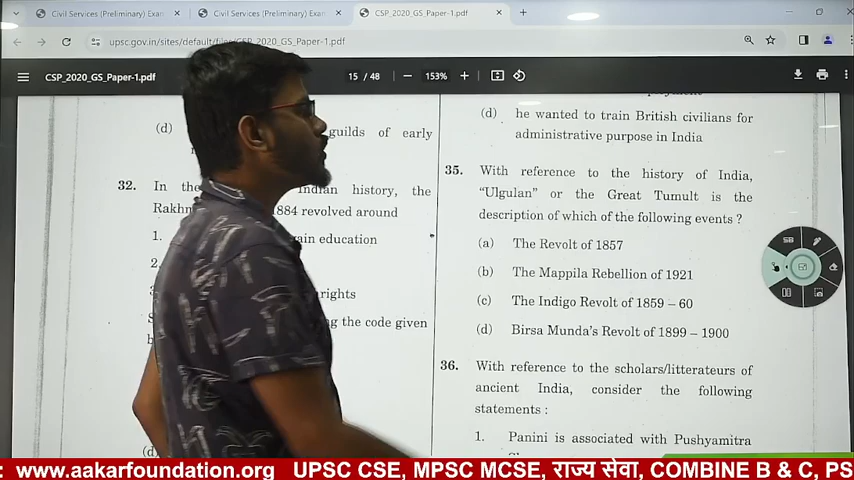 Civil Services (Preliminary) Exan
Civil Services (Preliminary) Exan
CSP_2020_GS_Paper-1.pdf
upsc.gov.in/sites/default/files/CSP_2020_GS_Paper-1.pdf
CSP_2020_GS_Paper-1.pdf
15 / 48
153%
(d)
guilds of early
32. In the Indian history, the
1884 revolved around
1.
education
2.
rights
the code given
(d)
(d) he wanted to train British civilians for
administrative purpose in India
35. With reference to the history of India,
"Ulgulan" or the Great Tumult is the
description of which of the following events ?
(a) The Revolt of 1857
(b) The Mappila Rebellion of 1921
(c) The Indigo Revolt of 1859 – 60
(d) Birsa Munda's Revolt of 1899 – 1900
36. With reference to the scholars/litterateurs of
ancient India, consider the following
statements :
1. Panini is associated with Pushyamitra
www.aakarfoundation.org UPSC CSE, MPSC MCSE, राज्य सेवा, COMBINE B & C, PS